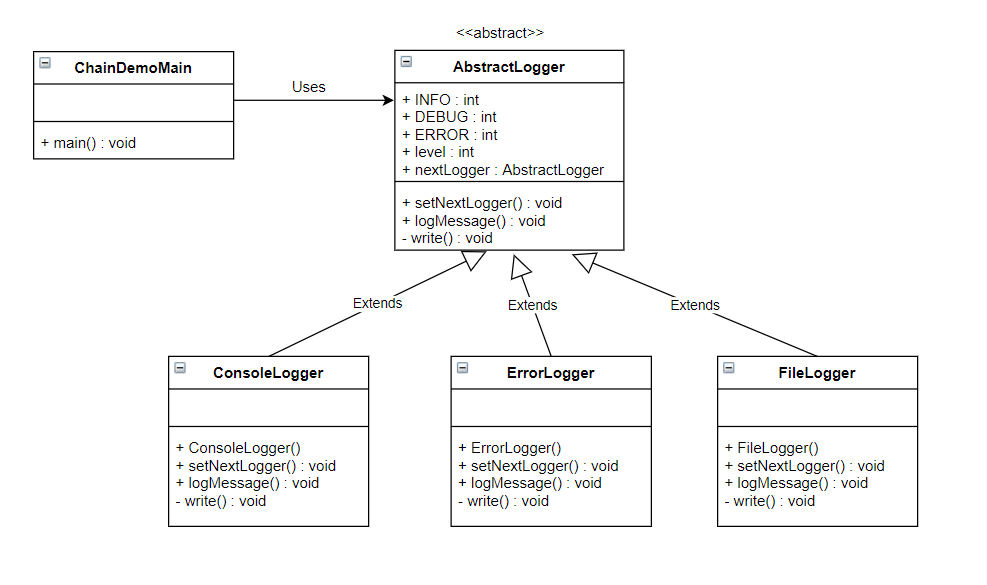 <<abstract>>
ChainDemoMain
+ main() : void
Uses
AbstractLogger
+ INFO : int
+ DEBUG : int
+ ERROR : int
+ level : int
+ nextLogger : AbstractLogger
+ setNextLogger() : void
+ logMessage() : void
- write() : void
Extends
Extends
Extends
ConsoleLogger
+ ConsoleLogger()
+ setNextLogger() : void
+ logMessage() : void
- write() : void
ErrorLogger
+ ErrorLogger()
+ setNextLogger() : void
+ logMessage() : void
- write() : void
FileLogger
+ FileLogger()
+ setNextLogger() : void
+ logMessage() : void
- write() : void